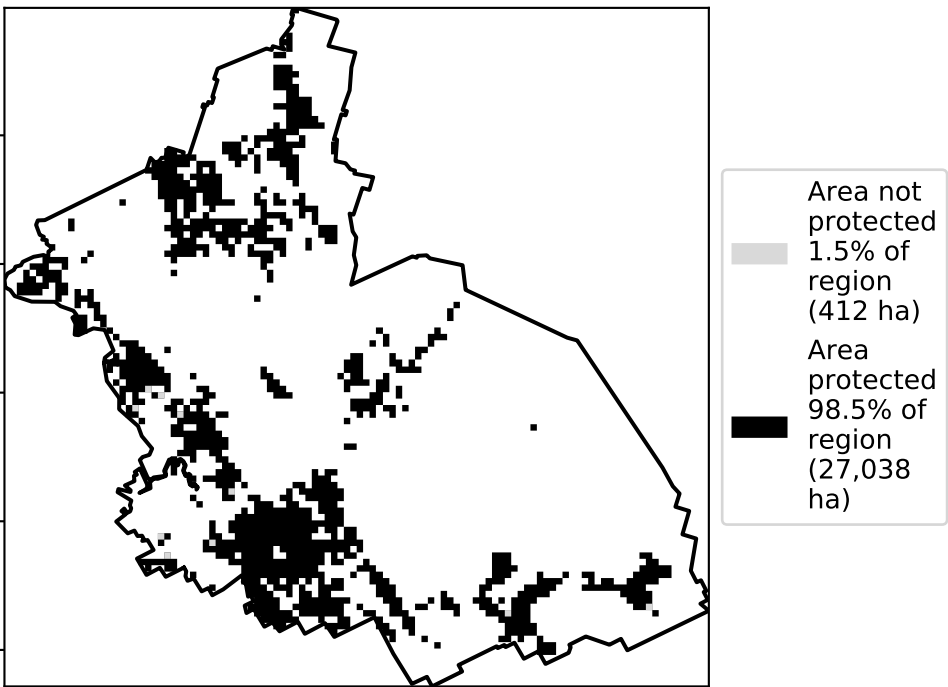 Area not
protected
1.5% of
region
(412 ha)
Area
protected
98.5% of
region
(27,038
ha)